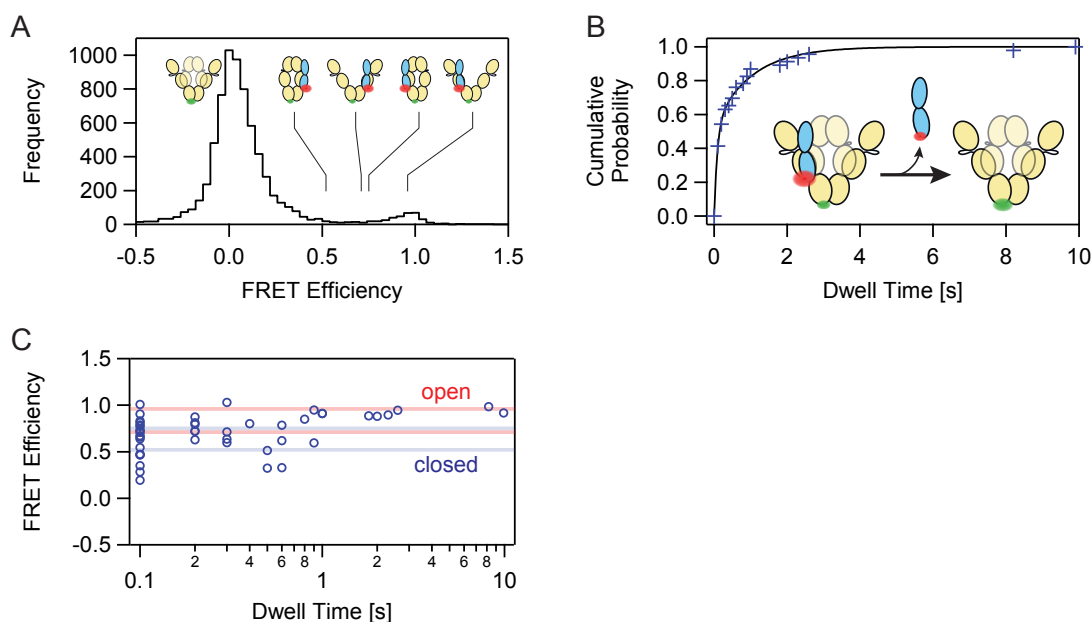 A
Frequency
1000
800
600
400
200
0
-0.5 0.0 0.5 1.0 1.5
FRET Efficiency
B
Cumulative
Probability
1.0
0.8
0.6
0.4
0.2
0.0
0 2 4 6 8 10
Dwell Time [s]
C
FRET Efficiency
1.5
1.0
0.5
0.0
-0.5
open
closed
2 4 6 8 2 4 6 8
0.1 1 10
Dwell Time [s]